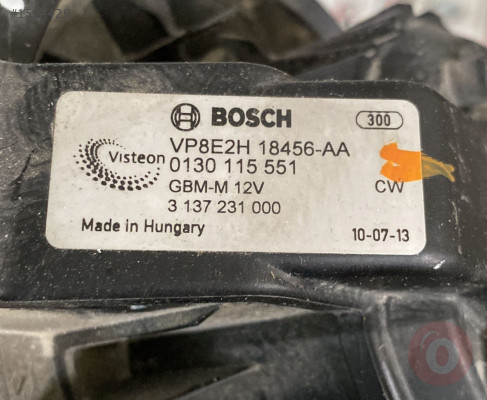 BOSCH
300
Visteon
VP8E2H 18456-AA
0130 115 551
GBM-M 12V
CW
3 137 231 000
Made in Hungary
10-07-13